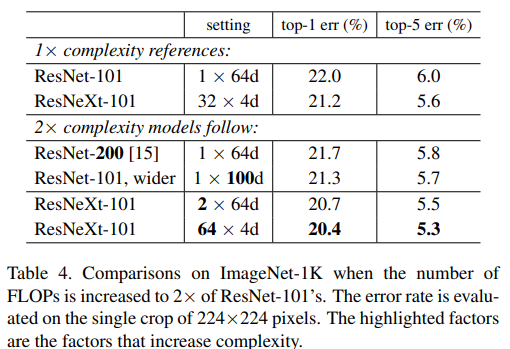 setting top-1 err (%) top-5 err (%)
1× complexity references:
ResNet-101 1 × 64d 22.0 6.0
ResNeXt-101 32 × 4d 21.2 5.6
2× complexity models follow:
ResNet-200 [15] 1 × 64d 21.7 5.8
ResNet-101, wider 1 × 100d 21.3 5.7
ResNeXt-101 2 × 64d 20.7 5.5
ResNeXt-101 64 × 4d 20.4 5.3
Table 4. Comparisons on ImageNet-1K when the number of
FLOPs is increased to 2× of ResNet-101's. The error rate is evalu-
ated on the single crop of 224×224 pixels. The highlighted factors
are the factors that increase complexity.